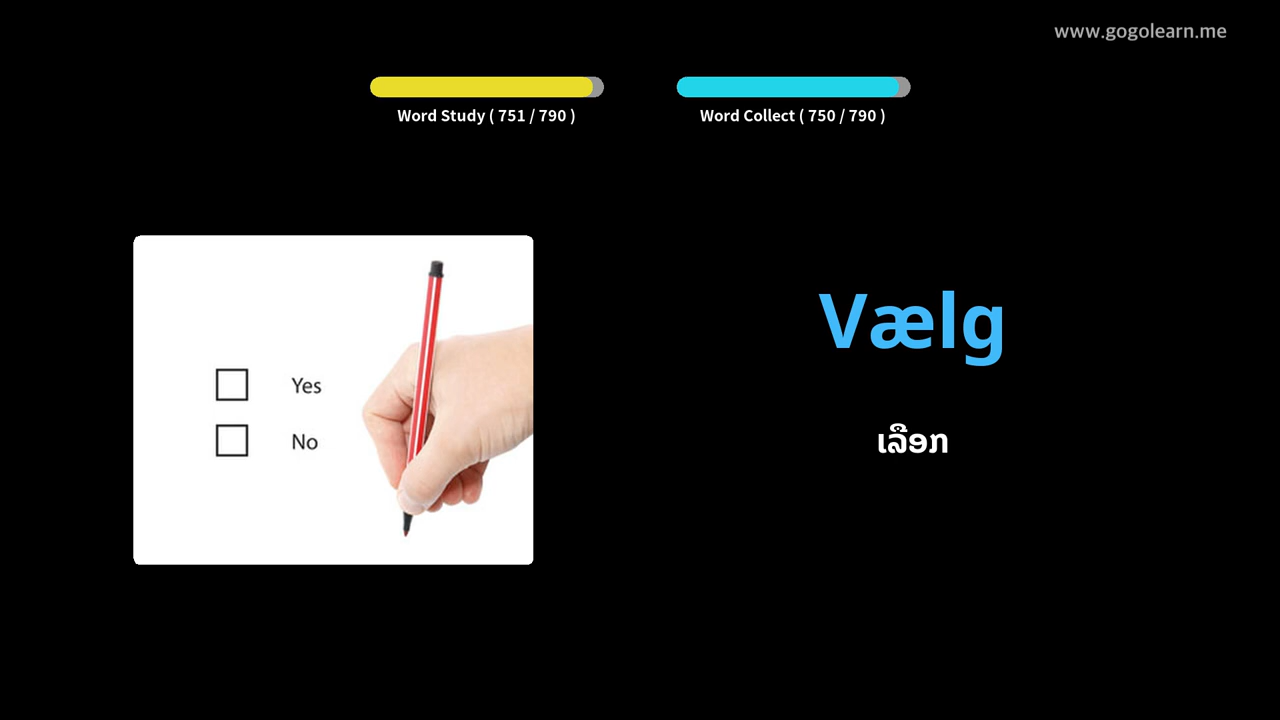 www.gogolearn.me
Word Study ( 751 / 790 )
Word Collect ( 750 / 790 )
Vælg
Yes
ເລືອກ
No